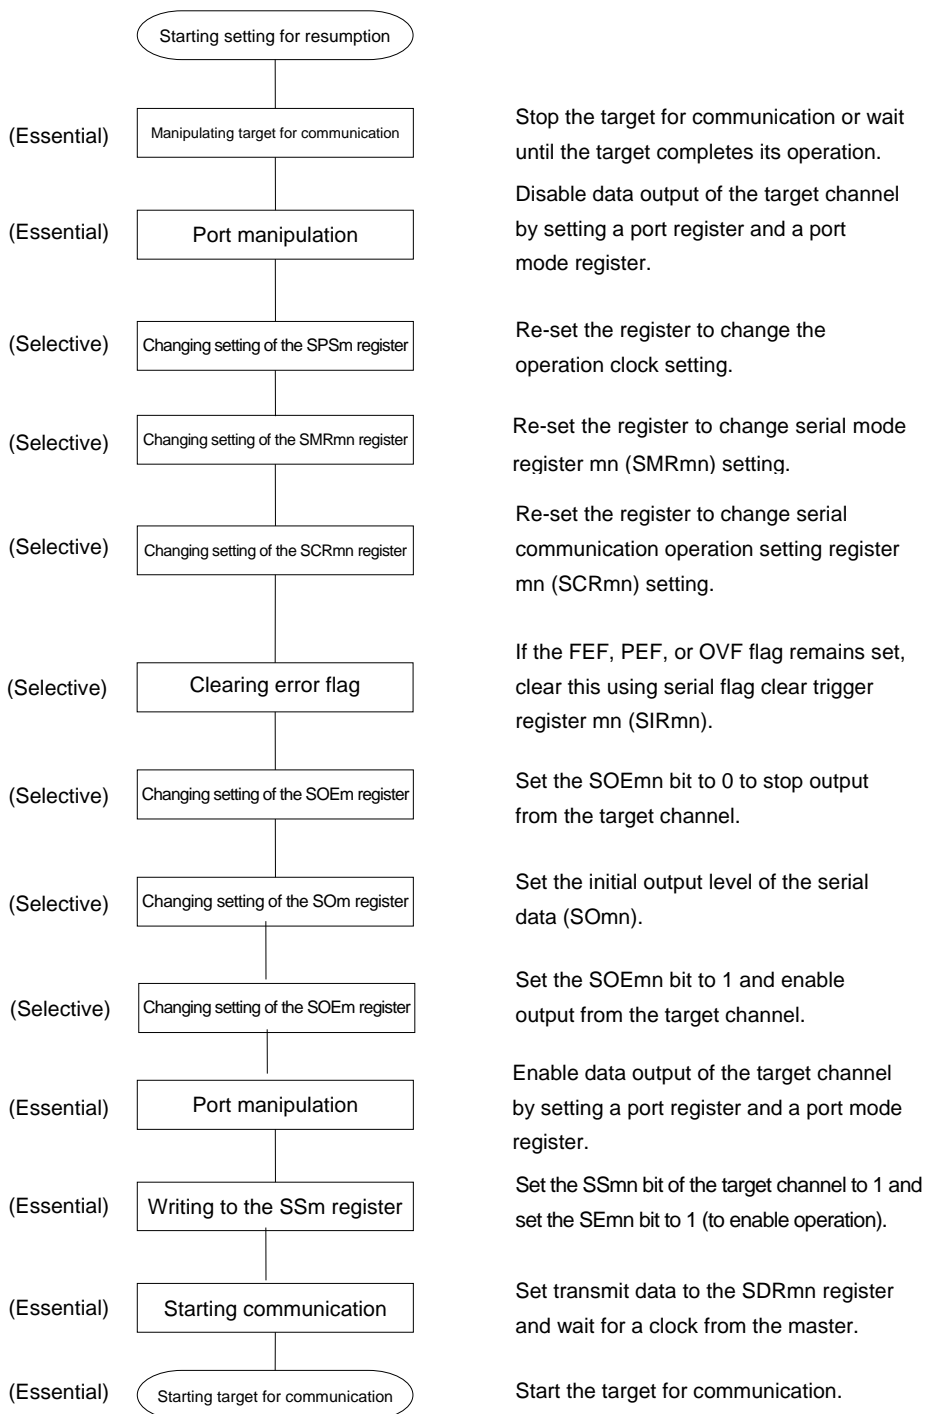 Starting setting for resumption
(Essential)
Manipulating target for communication
Stop the target for communication or wait
until the target completes its operation.
(Essential)
Port manipulation
Disable data output of the target channel
by setting a port register and a port
mode register.
(Selective)
Changing setting of the SPSm register
Re-set the register to change the
operation clock setting.
(Selective)
Changing setting of the SMRmn register
Re-set the register to change serial mode
register mn (SMRmn) setting.
(Selective)
Changing setting of the SCRmn register
Re-set the register to change serial
communication operation setting register
mn (SCRmn) setting.
(Selective)
Clearing error flag
If the FEF, PEF, or OVF flag remains set,
clear this using serial flag clear trigger
register mn (SIRmn).
(Selective)
Changing setting of the SOEm register
Set the SOEmn bit to 0 to stop output
from the target channel.
(Selective)
Changing setting of the SOm register
Set the initial output level of the serial
data (SOmn).
(Selective)
Changing setting of the SOEm register
Set the SOEmn bit to 1 and enable
output from the target channel.
(Essential)
Port manipulation
Enable data output of the target channel
by setting a port register and a port mode
register.
(Essential)
Writing to the SSm register
Set the SSmn bit of the target channel to 1 and
set the SEmn bit to 1 (to enable operation).
(Essential)
Starting communication
Set transmit data to the SDRmn register
and wait for a clock from the master.
(Essential)
Starting target for communication
Start the target for communication.